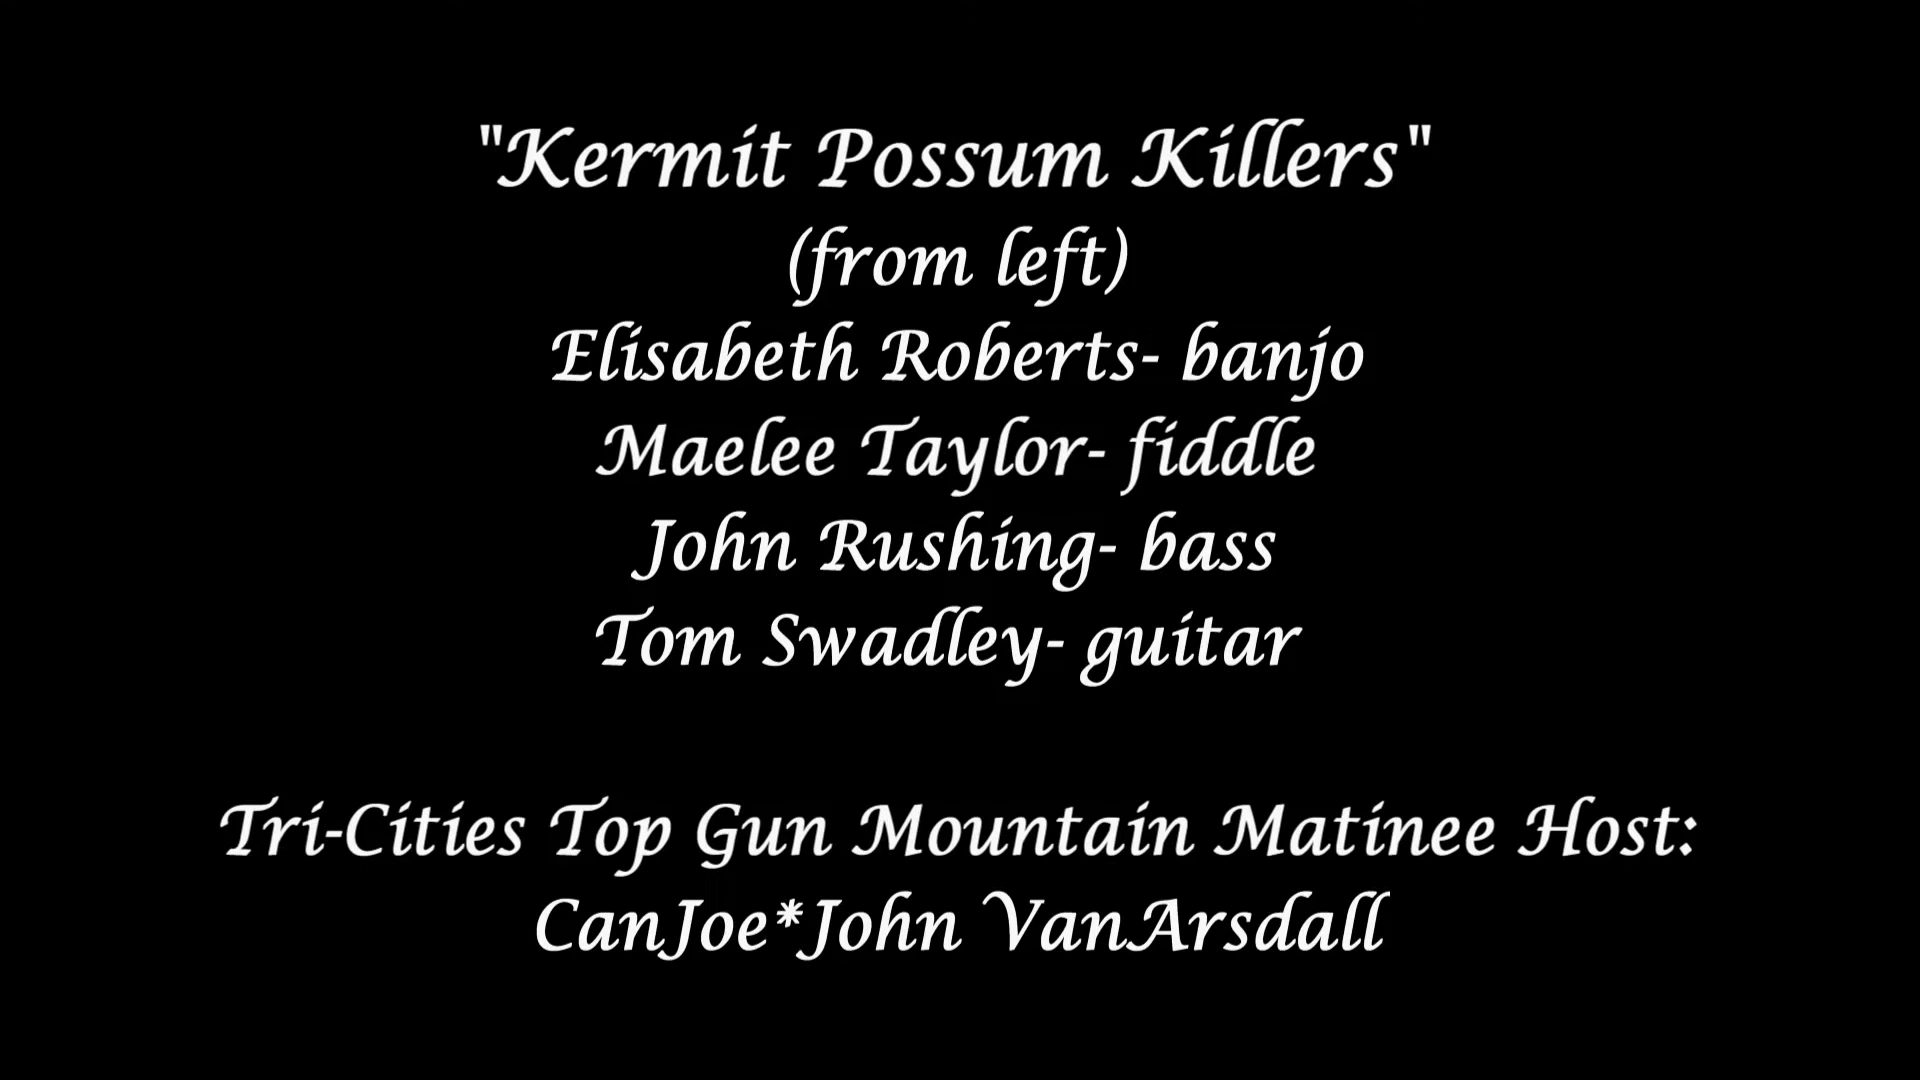 "Kermit Possum Killers"
(from left)
Elisabeth Roberts- banjo
Maelee Taylor- fiddle
John Rushing- bass
Tom Swadley- guitar
Tri-Cities Top Gun Mountain Matinee Host:
CanJoe*John VanArsdall